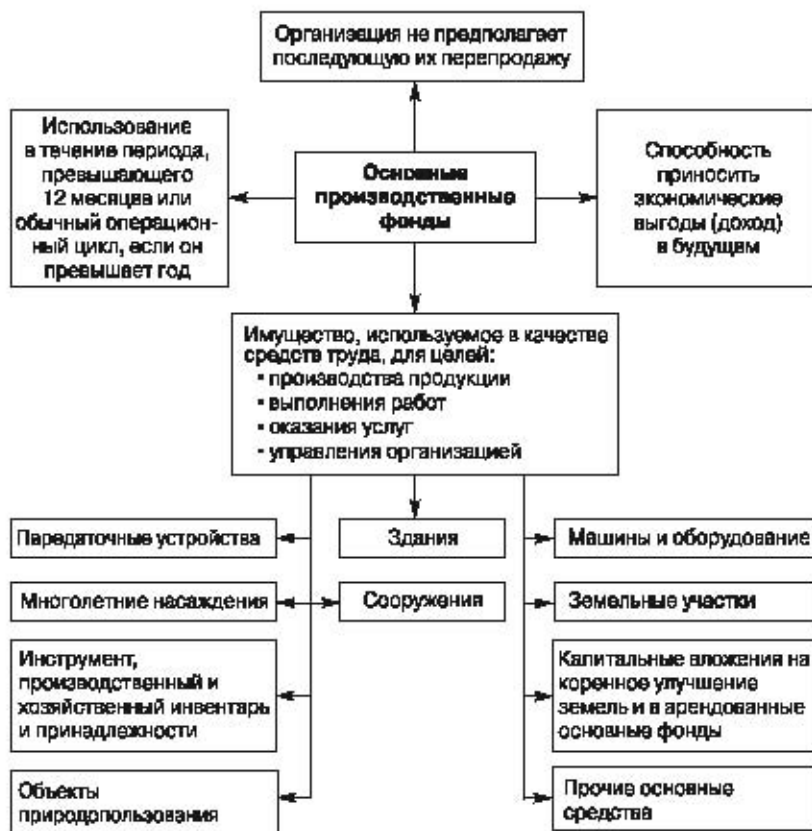 Организация не предполагает
последующую их перепродажу
Использование
в течение периода,
превышающего
12 месяцев или
обычный операцион-
ный цикл, если он
превышает год
Основные
производственные
фонды
Способность
приносить
экономические
выгоды (доход)
в будущем
Имущество, используемое в качестве
средств труда, для целей:
▪ производства продукции
▪ выполнения работ
▪ оказания услуг
▪ управления организацией
Передаточные устройства
Здания
Машины и оборудование
Многолетние насаждения
Сооружения
Земельные участки
Инструмент,
производственный и
хозяйственный инвентарь
и принадлежности
Капитальные вложения на
коренное улучшение
земель и в арендованные
основные фонды
Объекты
природопользования
Прочие основные
средства